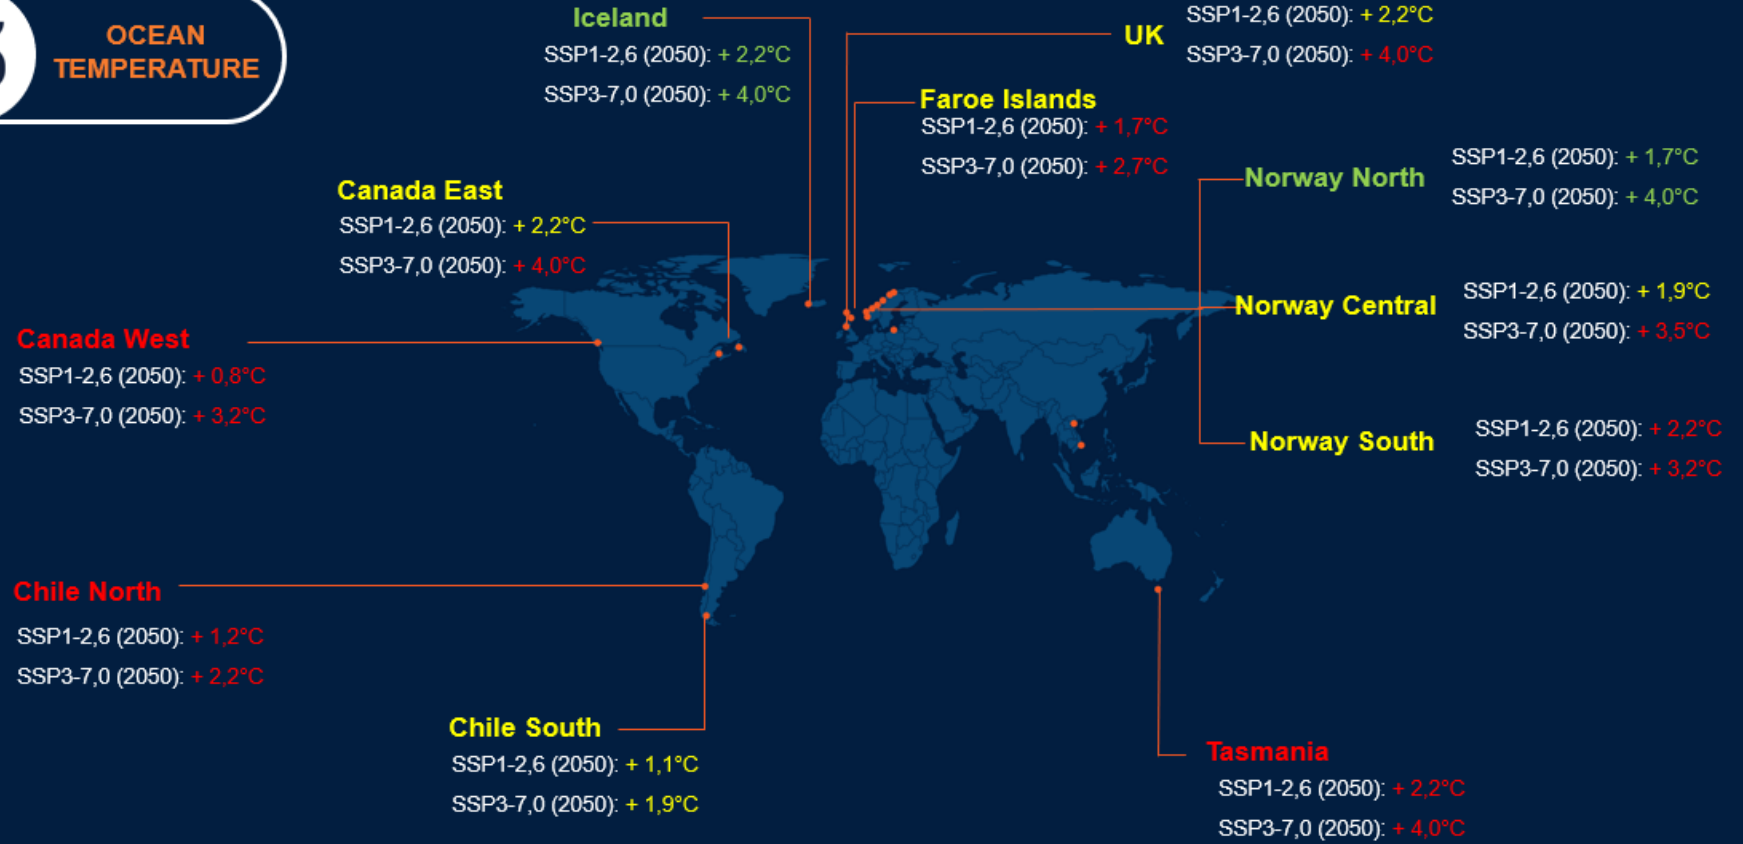 OCEAN
TEMPERATURE
Iceland
SSP1-2,6 (2050): + 2,2°C
SSP3-7,0 (2050): + 4,0°C
UK
SSP1-2,6 (2050): + 2,2°C
SSP3-7,0 (2050): + 4,0°C
Faroe Islands
SSP1-2,6 (2050): + 1,7°C
SSP3-7,0 (2050): + 2,7°C
Norway North
SSP1-2,6 (2050): + 1,7°C
SSP3-7,0 (2050): + 4,0°C
Canada East
SSP1-2,6 (2050): + 2,2°C
SSP3-7,0 (2050): + 4,0°C
Norway Central
SSP1-2,6 (2050): + 1,9°C
SSP3-7,0 (2050): + 3,5°C
Canada West
SSP1-2,6 (2050): + 0,8°C
SSP3-7,0 (2050): + 3,2°C
Norway South
SSP1-2,6 (2050): + 2,2°C
SSP3-7,0 (2050): + 3,2°C
Chile North
SSP1-2,6 (2050): + 1,2°C
SSP3-7,0 (2050): + 2,2°C
Chile South
SSP1-2,6 (2050): + 1,1°C
SSP3-7,0 (2050): + 1,9°C
Tasmania
SSP1-2,6 (2050): + 2,2°C
SSP3-7,0 (2050): + 4,0°C